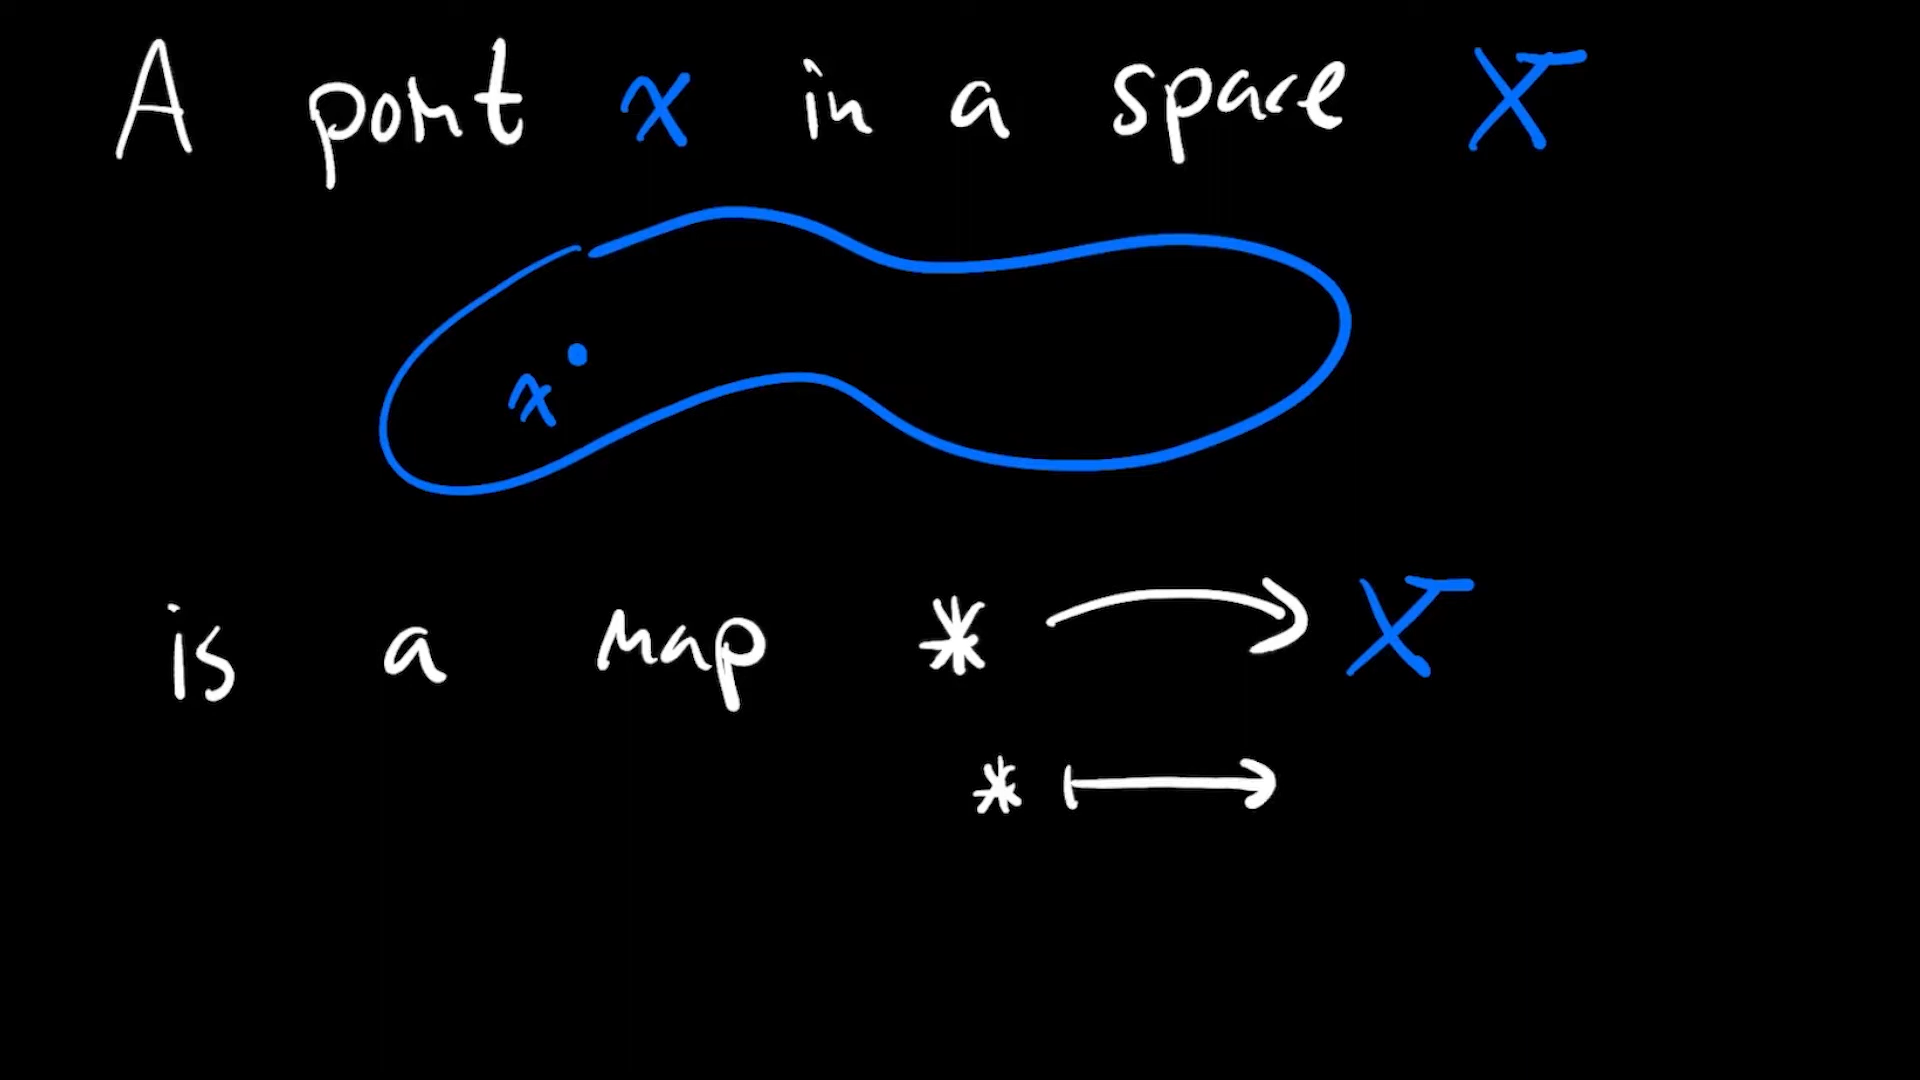 A point x in a space X
x
is a map * → X
* ↦